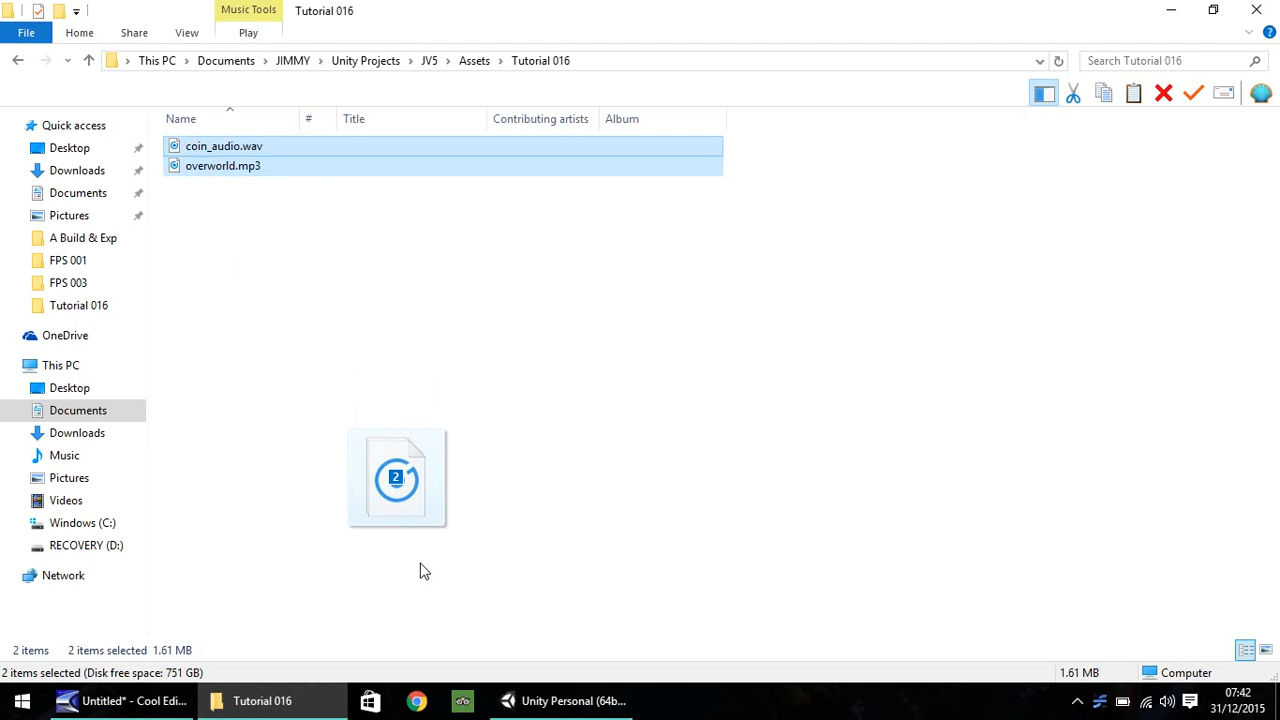 Music Tools
Tutorial 016
File
Home
Share
View
Play
This PC
Documents
JIMMY
Unity Projects
JV5
Assets
Tutorial 016
Search Tutorial 016
Name
#
Title
Contributing artists
Album
coin_audio.wav
overworld.mp3
Quick access
Desktop
Downloads
Documents
Pictures
A Build & Exp
FPS 001
FPS 003
Tutorial 016
OneDrive
This PC
Desktop
Documents
Downloads
Music
Pictures
Videos
Windows (C:)
RECOVERY (D:)
Network
2
2 items
2 items selected 1.61 MB
2 items selected (Disk free space: 751 GB)
1.61 MB
Computer
Untitled* - Cool Edi...
Tutorial 016
Unity Personal (64b...
07:42
31/12/2015